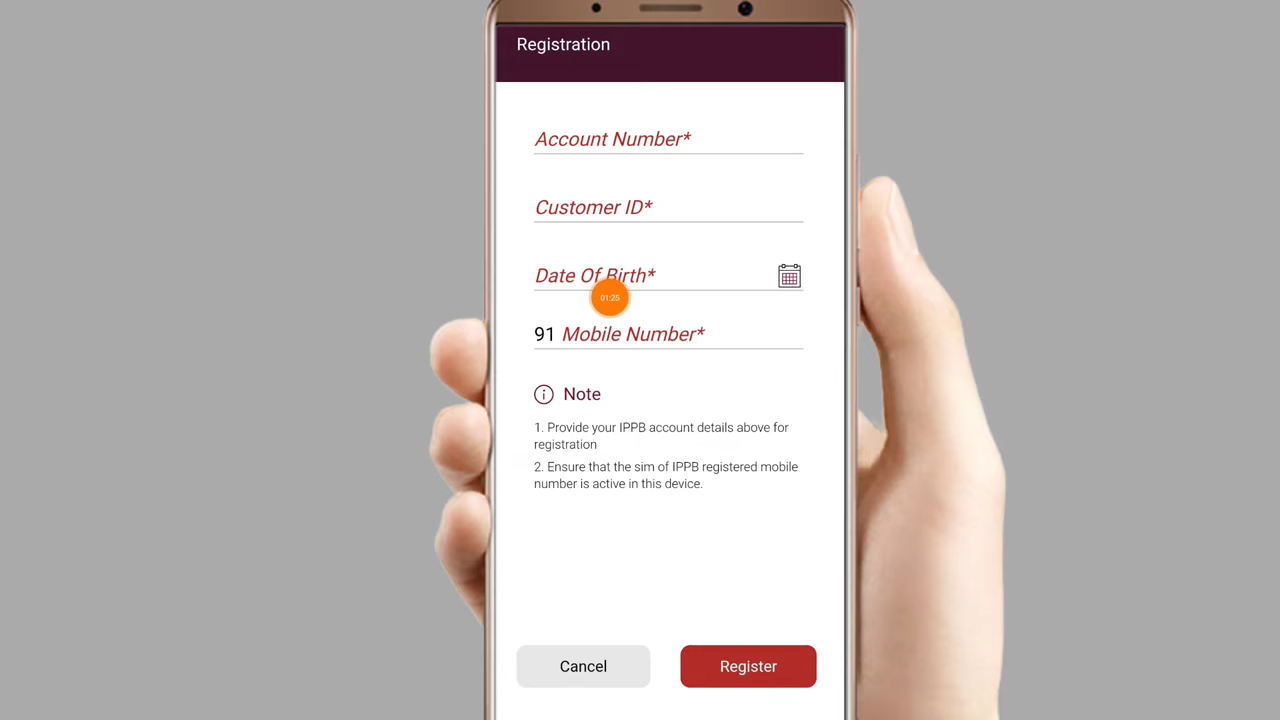 Registration
Account Number*
Customer ID*
Date Of Birth*
01:25
91 Mobile Number*
Note
1. Provide your IPPB account details above for
registration
2. Ensure that the sim of IPPB registered mobile
number is active in this device.
Cancel
Register